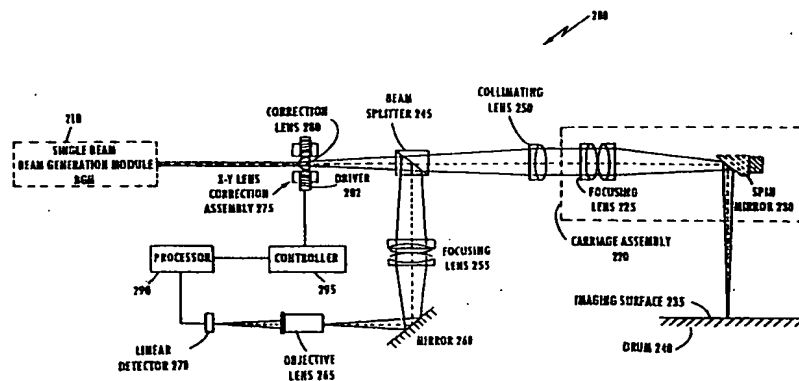 200
210
SINGLE BEAM
BEAM GENERATION MODULE
BGM
CORRECTION
LENS 280
X-Y LENS
CORRECTION
ASSEMBLY 275
DRIVER
282
BEAM
SPLITTER 245
COLLIMATING
LENS 250
FOCUSING
LENS 225
SPIN
MIRROR 230
CARRIAGE ASSEMBLY
220
FOCUSING
LENS 255
PROCESSOR
290
CONTROLLER
295
IMAGING SURFACE 235
DRUM 240
MIRROR 260
OBJECTIVE
LENS 265
LINEAR
DETECTOR 270